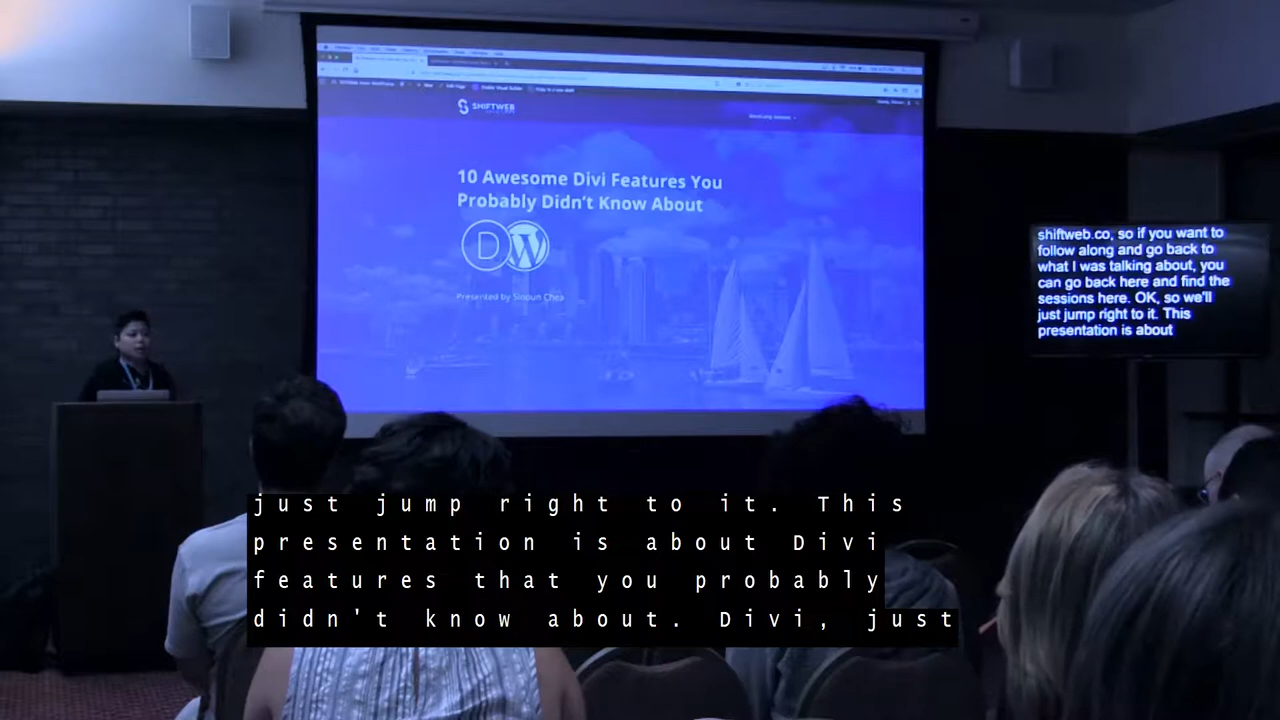 SHIFTWEB
10 Awesome Divi Features You
Probably Didn't Know About
D W
Presented by Sinoun Chea
shiftweb.co, so if you want to
follow along and go back to
what I was talking about, you
can go back here and find the
sessions here. OK, so we'll
just jump right to it. This
presentation is about
just jump right to it. This
presentation is about Divi
features that you probably
didn't know about. Divi, just